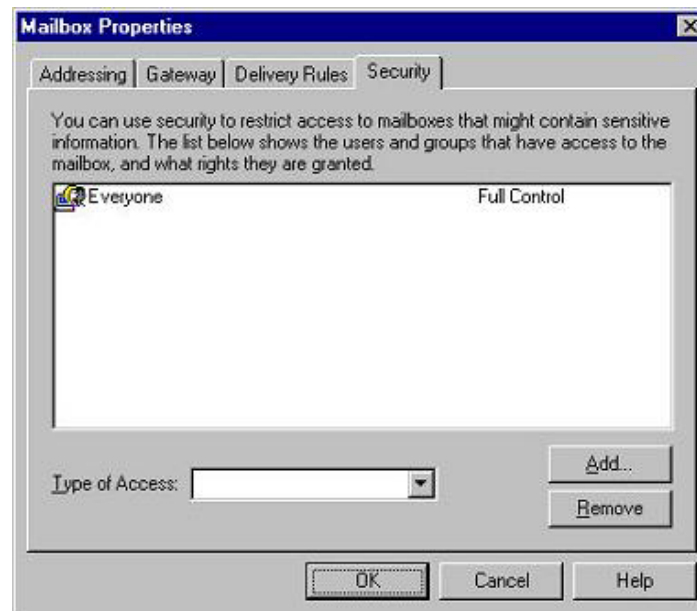 Mailbox Properties
Addressing Gateway Delivery Rules Security
You can use security to restrict access to mailboxes that might contain sensitive
information. The list below shows the users and groups that have access to the
mailbox, and what rights they are granted.
Everyone Full Control
Add...
Type of Access:
Remove
OK Cancel Help